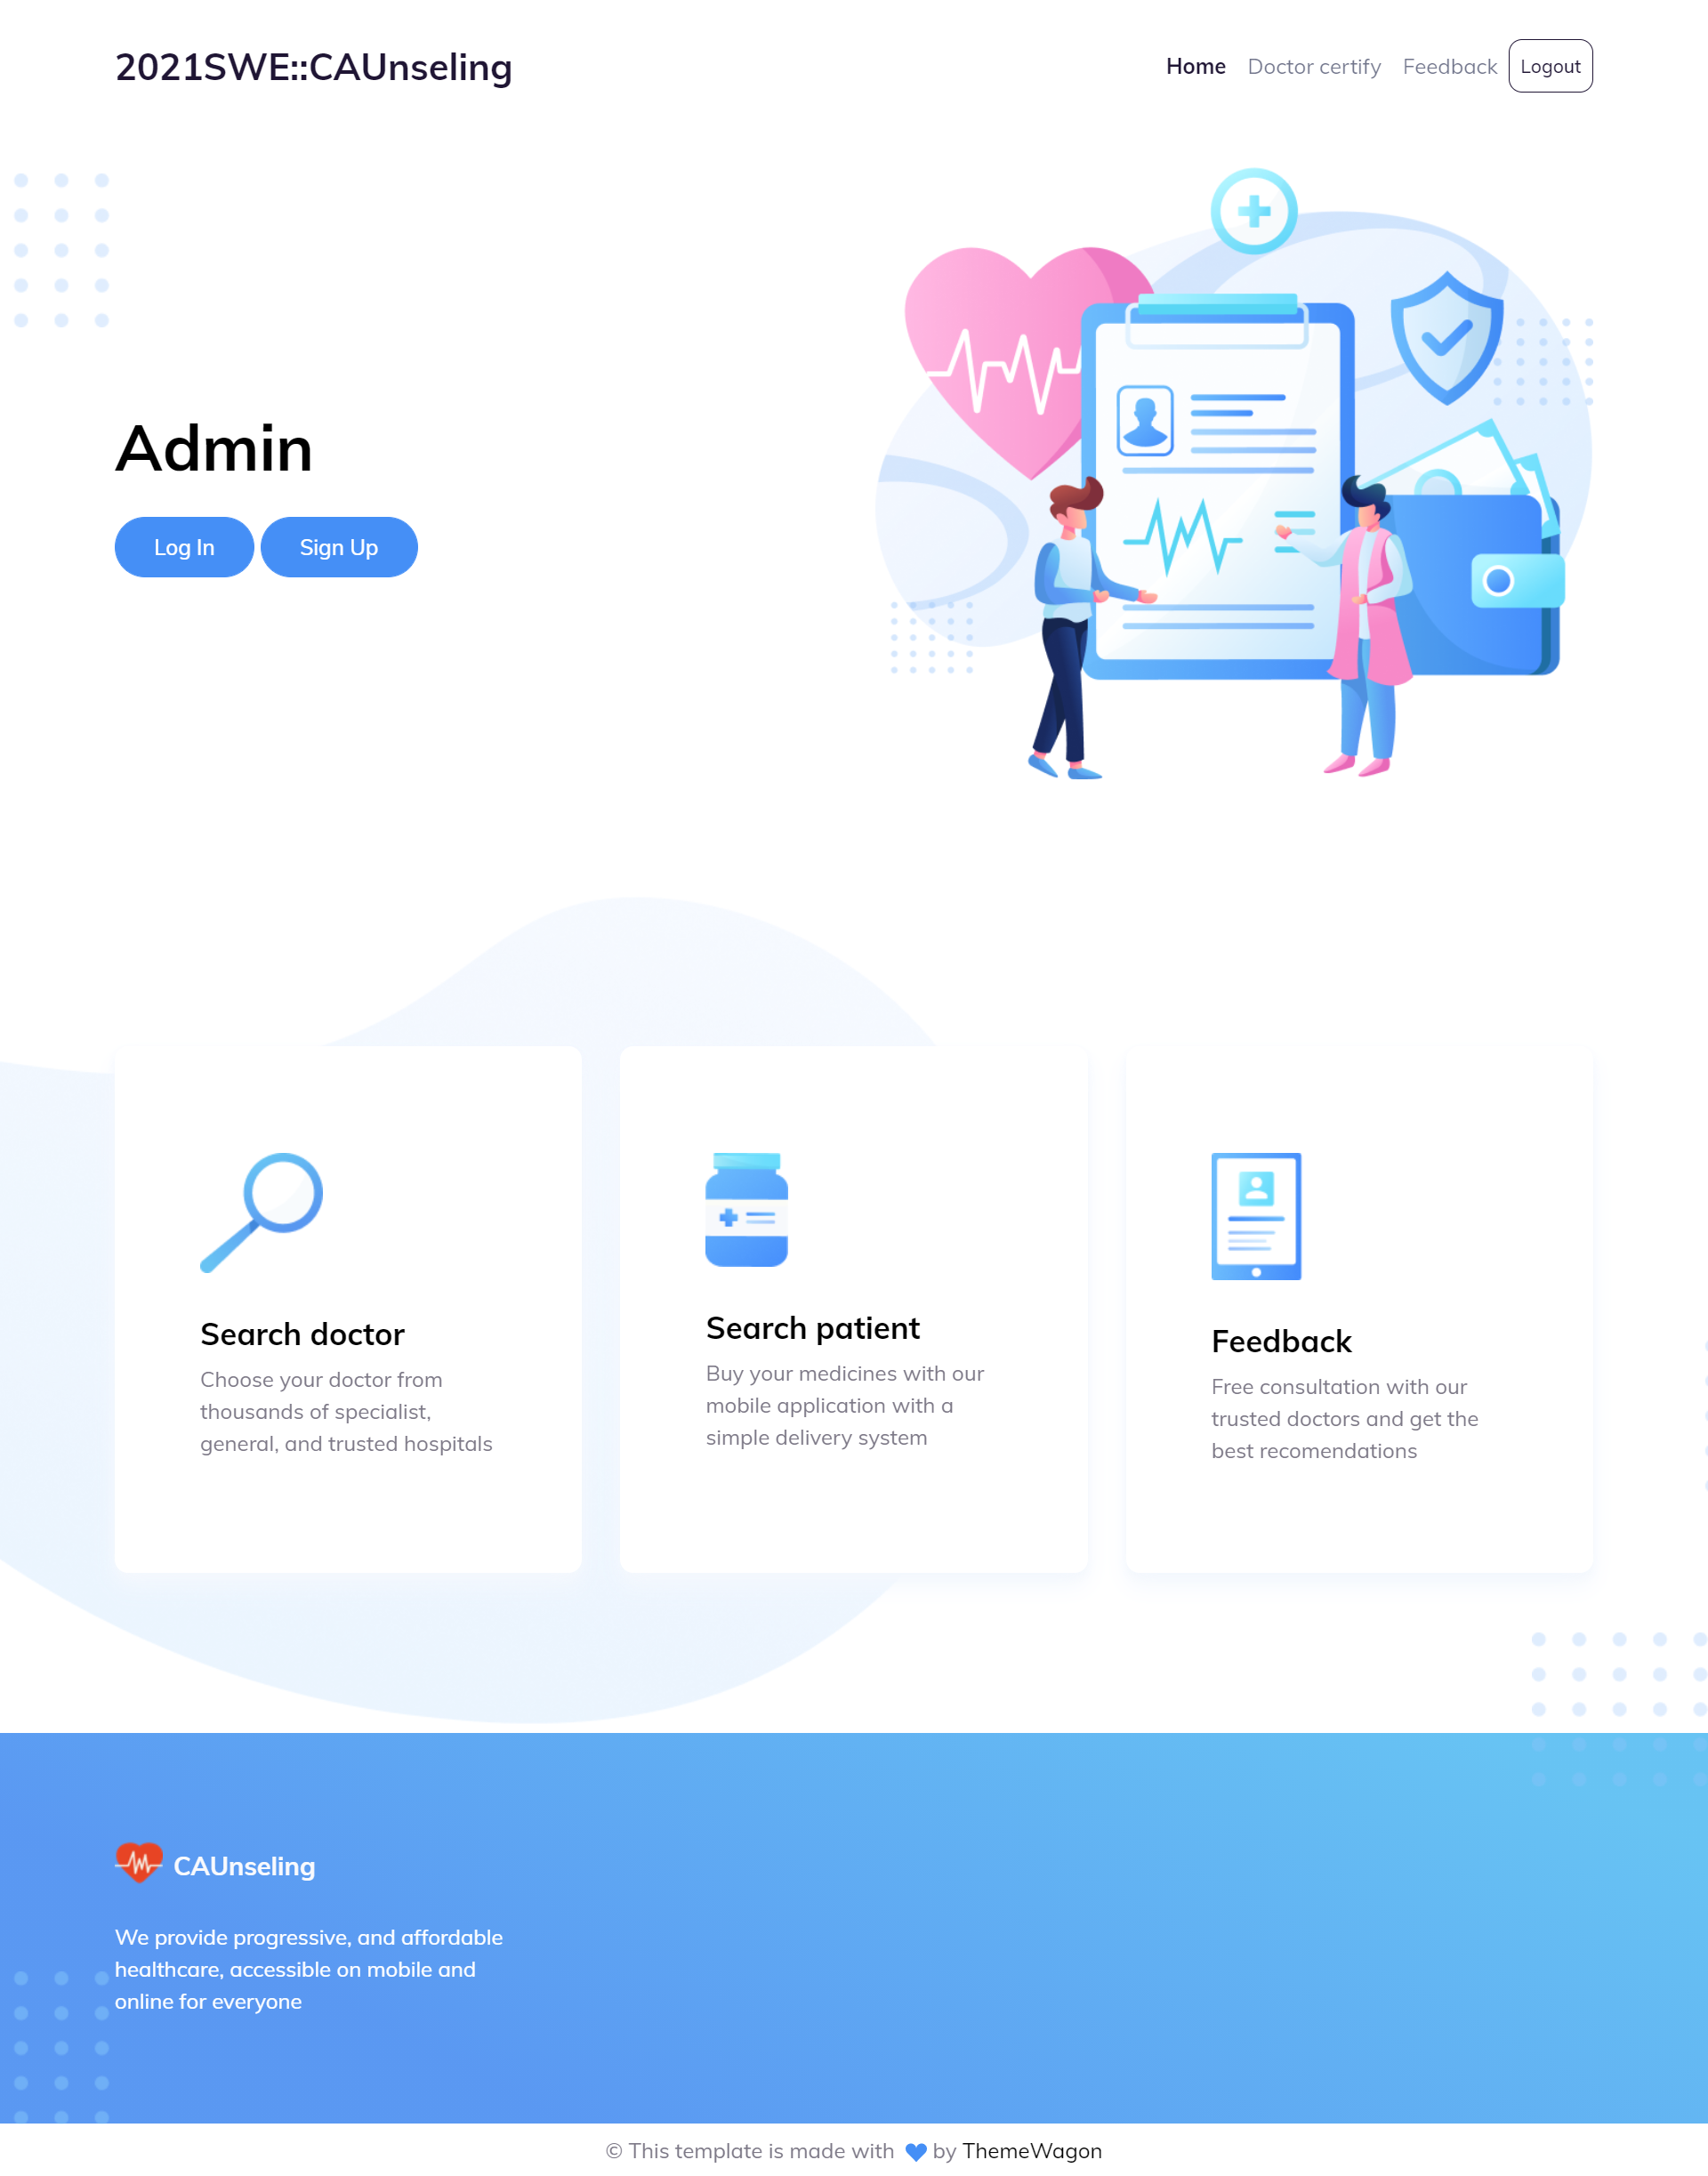 2021SWE::CAUnseling
Home Doctor certify Feedback Logout
Admin
Log In Sign Up
Search doctor
Choose your doctor from
thousands of specialist,
general, and trusted hospitals
Search patient
Buy your medicines with our
mobile application with a
simple delivery system
Feedback
Free consultation with our
trusted doctors and get the
best recomendations
CAUnseling
We provide progressive, and affordable
healthcare, accessible on mobile and
online for everyone
© This template is made with by ThemeWagon